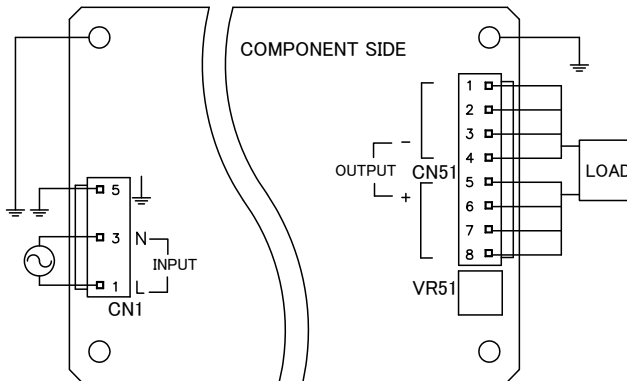 COMPONENT SIDE
1
2
3
4
5
6
7
8
-
OUTPUT
+
CN51
LOAD
VR51
5
3
1
N
INPUT
L
CN1